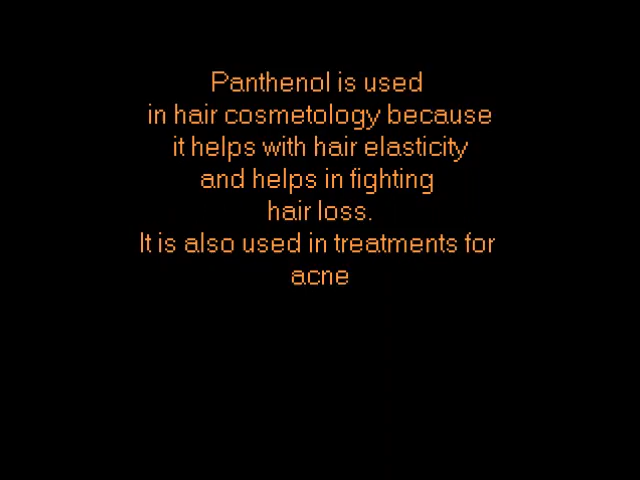 Panthenol is used
in hair cosmetology because
it helps with hair elasticity
and helps in fighting
hair loss.
It is also used in treatments for
acne